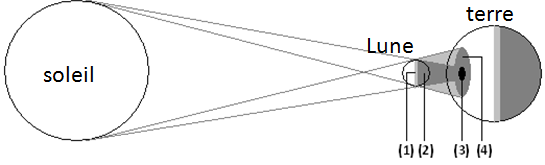 terre
Lune
soleil
(1) (2) (3) (4)